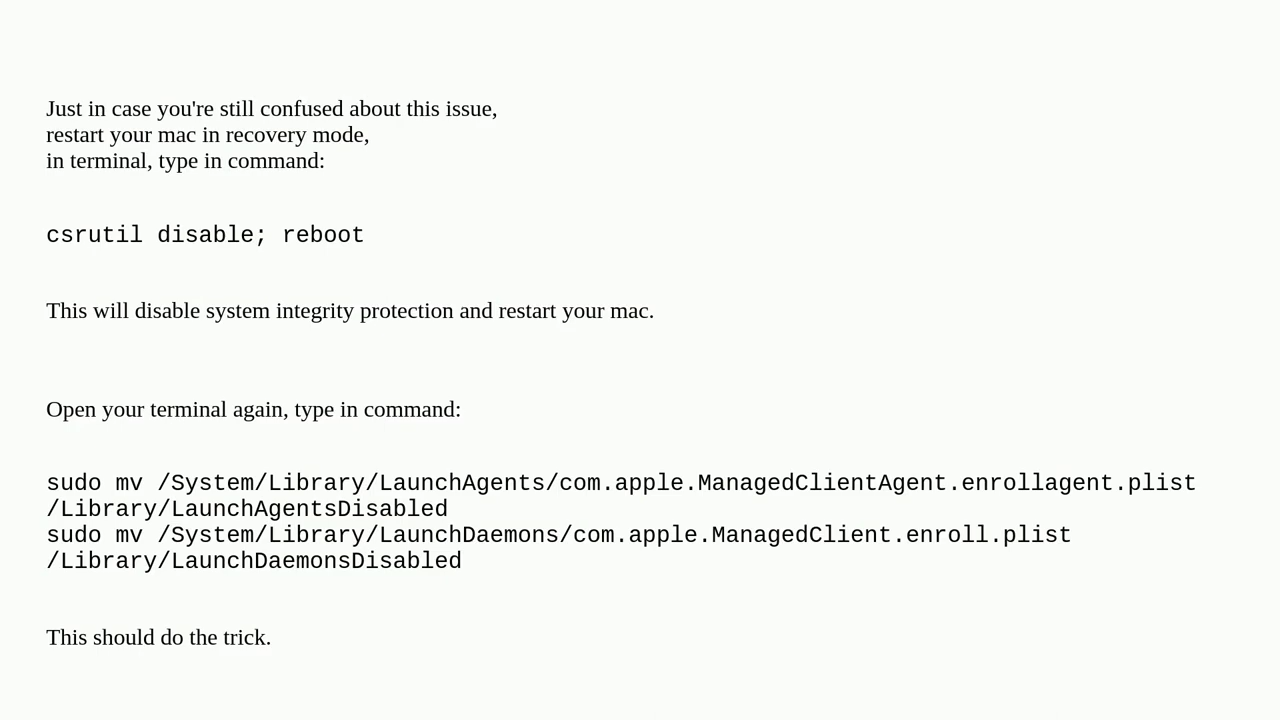 Just in case you're still confused about this issue,
restart your mac in recovery mode,
in terminal, type in command:
csrutil disable; reboot
This will disable system integrity protection and restart your mac.
Open your terminal again, type in command:
sudo mv /System/Library/LaunchAgents/com.apple.ManagedClientAgent.enrollagent.plist
/Library/LaunchAgentsDisabled
sudo mv /System/Library/LaunchDaemons/com.apple.ManagedClient.enroll.plist
/Library/LaunchDaemonsDisabled
This should do the trick.